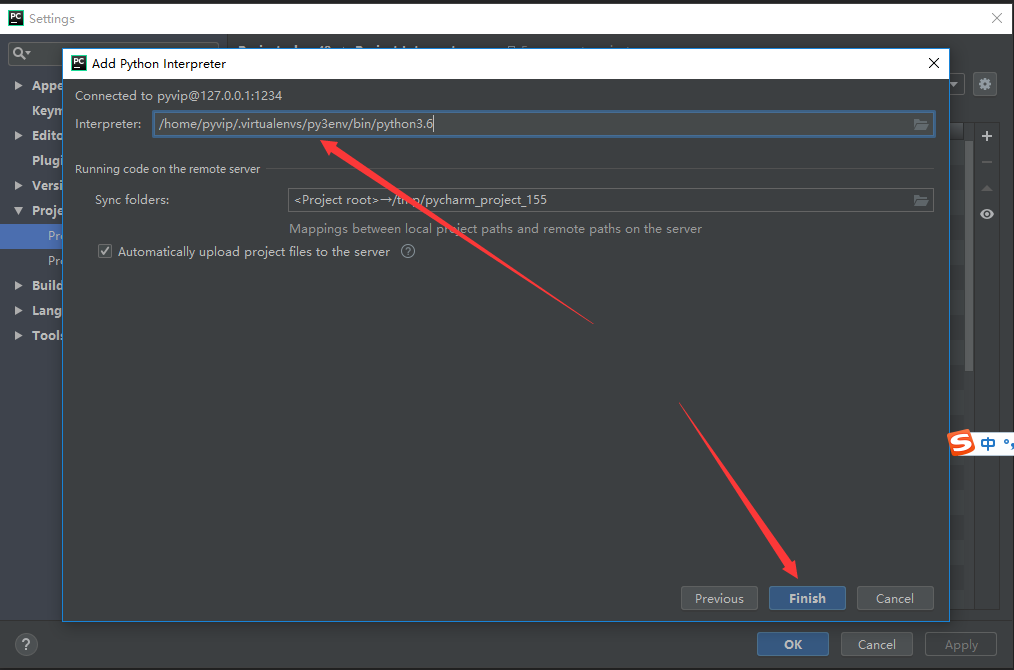 PC Settings
PC Add Python Interpreter
Connected to pyvip@127.0.0.1:1234
Interpreter: /home/pyvip/.virtualenvs/py3env/bin/python3.6
Running code on the remote server
Sync folders: <Project root>→/tmp/pycharm_project_155
Mappings between local project paths and remote paths on the server
Automatically upload project files to the server ?
Appe
Keym
Edito
Plugi
Versi
Proje
Pro
Pro
Build
Lang
Tools
S 中 °,
Previous Finish Cancel
? OK Cancel Apply